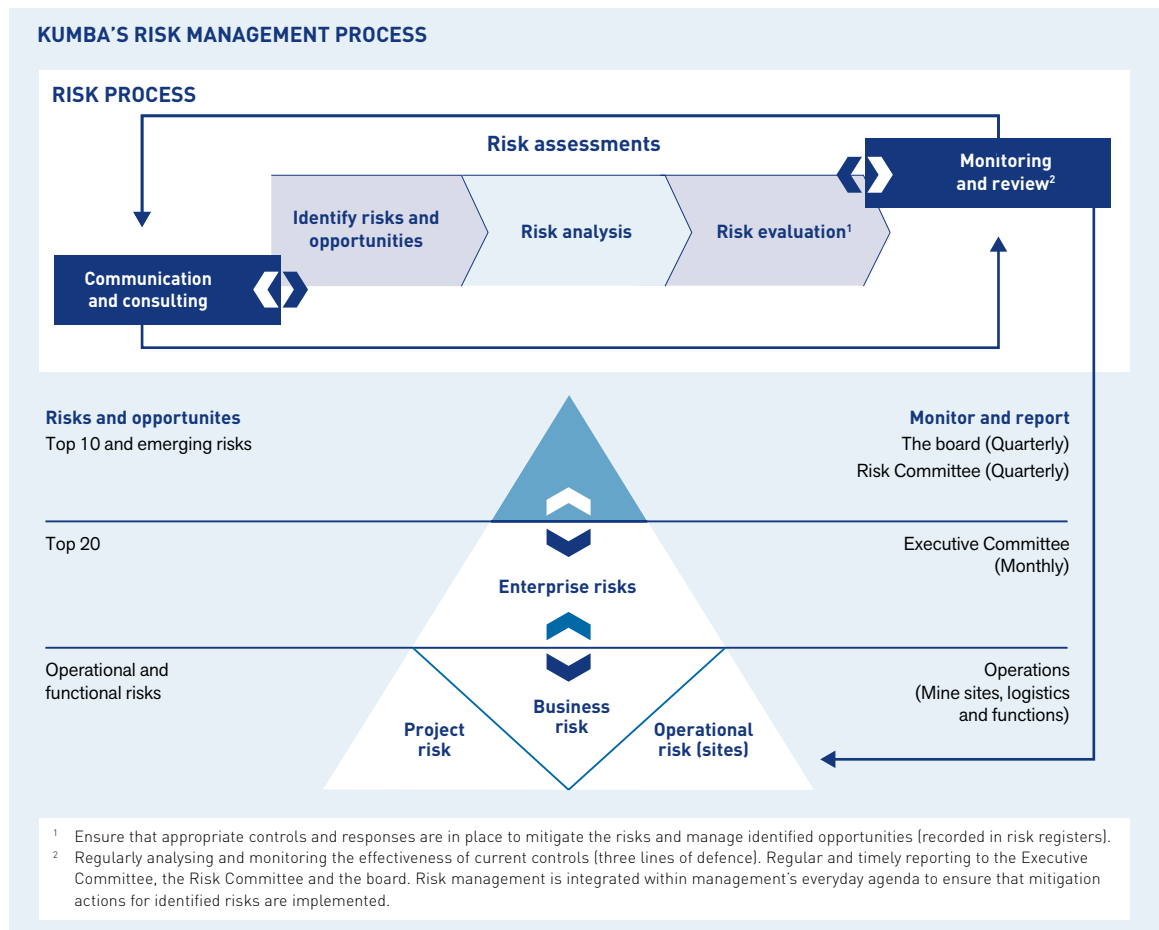 KUMBA'S RISK MANAGEMENT PROCESS
RISK PROCESS
Risk assessments
Monitoring
and review²
Identify risks and
opportunities
Risk analysis
Risk evaluation¹
Communication
and consulting
Risks and opportunites
Top 10 and emerging risks
Monitor and report
The board (Quarterly)
Risk Committee (Quarterly)
Top 20
Executive Committee
(Monthly)
Enterprise risks
Operational and
functional risks
Operations
(Mine sites, logistics
and functions)
Project
risk
Business
risk
Operational
risk (sites)
¹ Ensure that appropriate controls and responses are in place to mitigate the risks and manage identified opportunities (recorded in risk registers).
² Regularly analysing and monitoring the effectiveness of current controls (three lines of defence). Regular and timely reporting to the Executive
Committee, the Risk Committee and the board. Risk management is integrated within management's everyday agenda to ensure that mitigation
actions for identified risks are implemented.